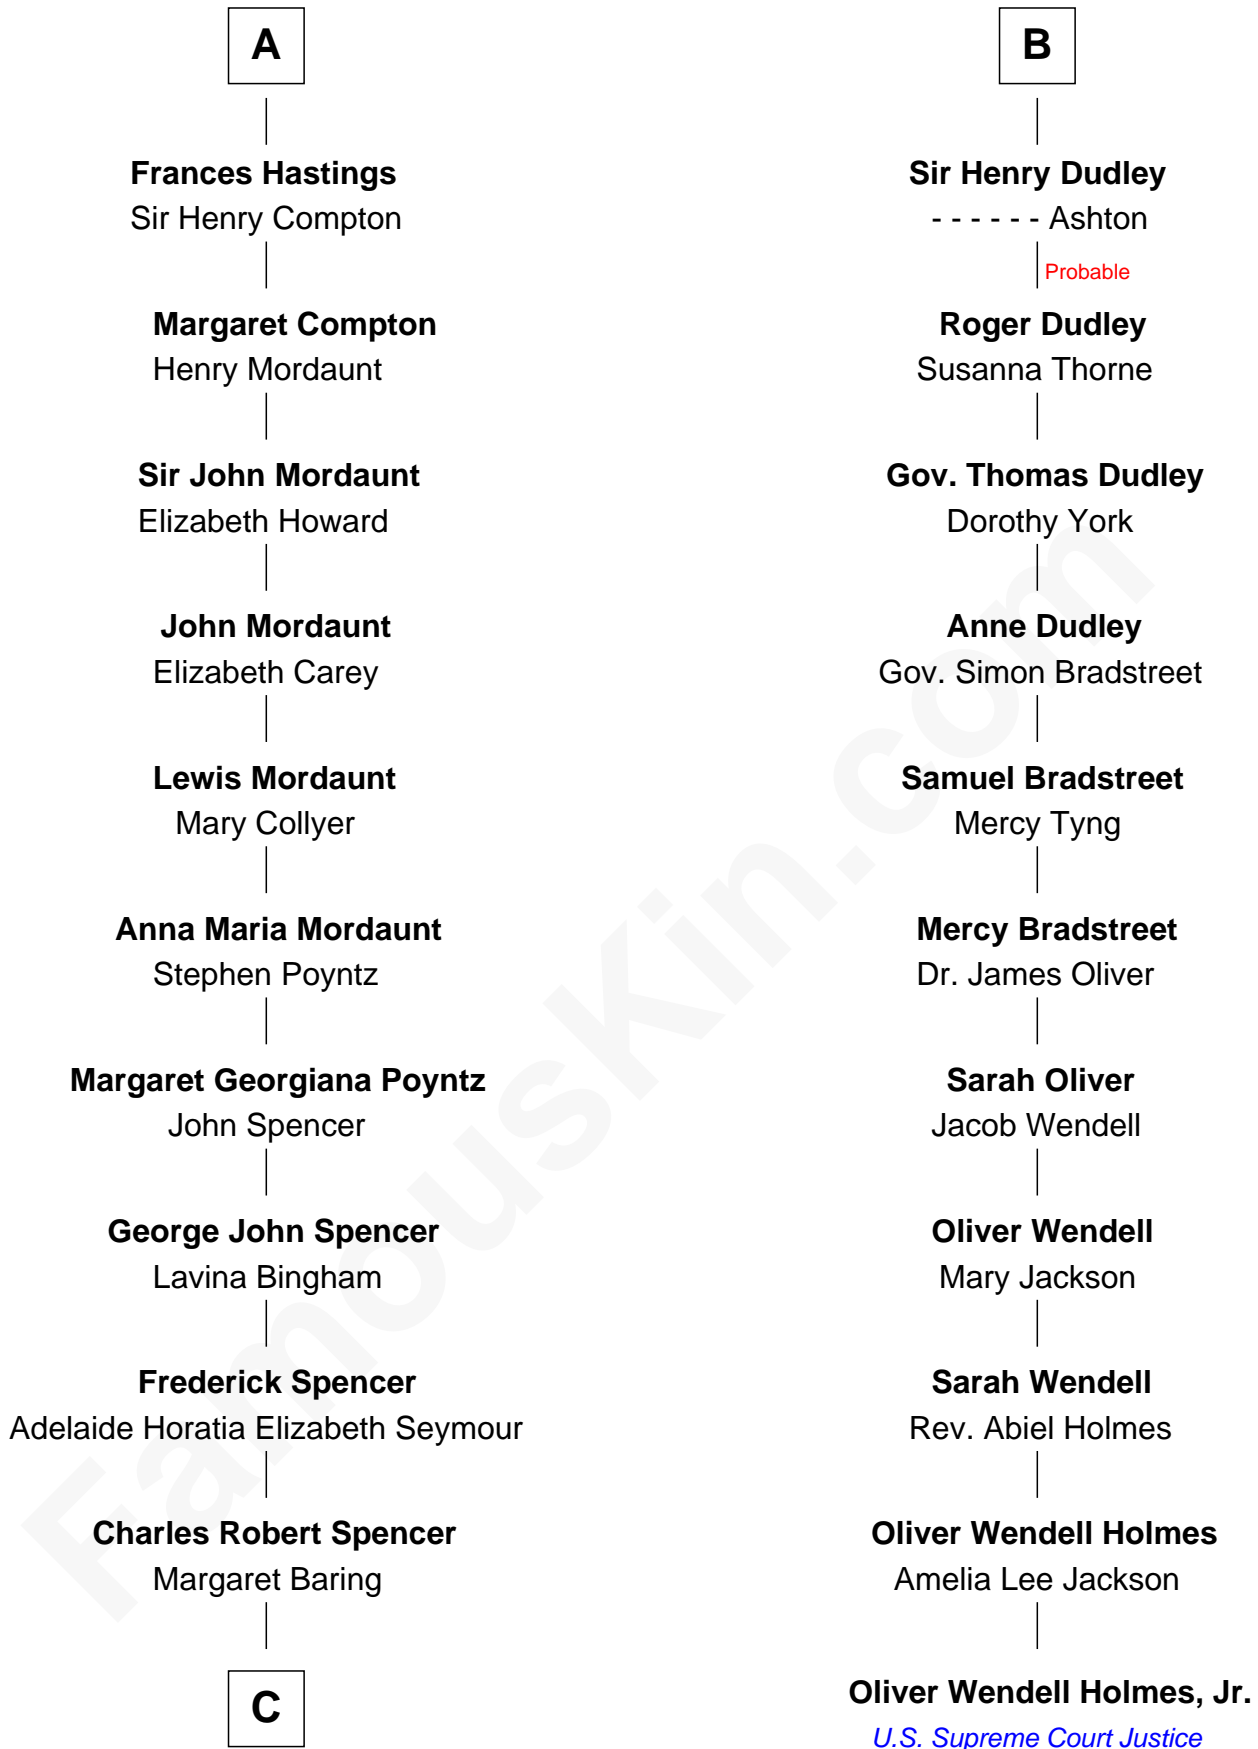 A
Frances Hastings
Sir Henry Compton
Margaret Compton
Henry Mordaunt
Sir John Mordaunt
Elizabeth Howard
John Mordaunt
Elizabeth Carey
Lewis Mordaunt
Mary Collyer
Anna Maria Mordaunt
Stephen Poyntz
Margaret Georgiana Poyntz
John Spencer
George John Spencer
Lavina Bingham
Frederick Spencer
Adelaide Horatia Elizabeth Seymour
Charles Robert Spencer
Margaret Baring
C
B
Sir Henry Dudley
- - - - - - Ashton
Probable
Roger Dudley
Susanna Thorne
Gov. Thomas Dudley
Dorothy York
Anne Dudley
Gov. Simon Bradstreet
Samuel Bradstreet
Mercy Tyng
Mercy Bradstreet
Dr. James Oliver
Sarah Oliver
Jacob Wendell
Oliver Wendell
Mary Jackson
Sarah Wendell
Rev. Abiel Holmes
Oliver Wendell Holmes
Amelia Lee Jackson
Oliver Wendell Holmes, Jr.
U.S. Supreme Court Justice
FamousKin.com